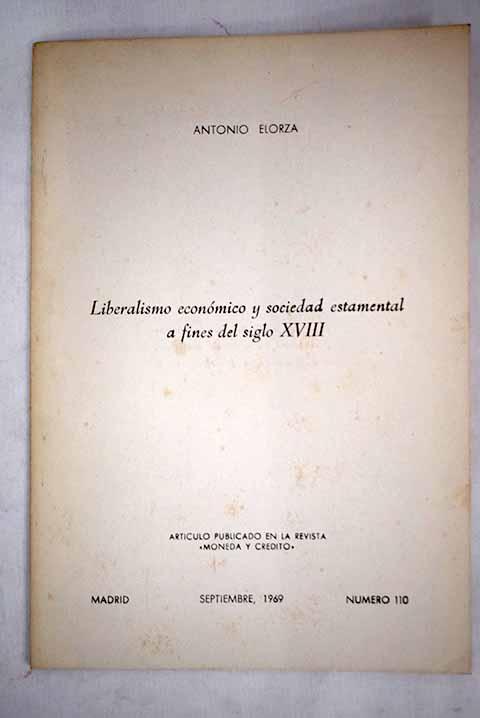 ANTONIO ELORZA
Liberalismo económico y sociedad estamental
a fines del siglo XVIII
ARTICULO PUBLICADO EN LA REVISTA
«MONEDA Y CREDITO»
MADRID SEPTIEMBRE, 1969 NUMERO 110